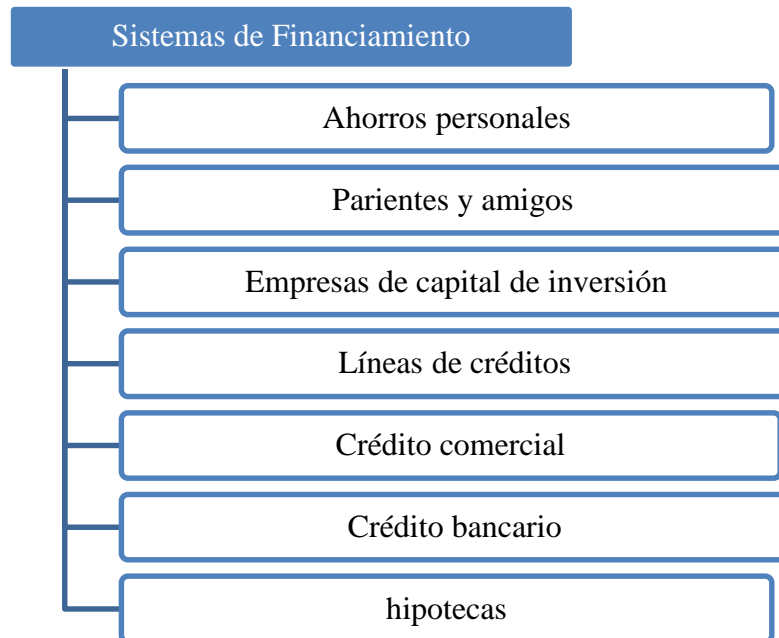 Sistemas de Financiamiento
Ahorros personales
Parientes y amigos
Empresas de capital de inversión
Líneas de créditos
Crédito comercial
Crédito bancario
hipotecas